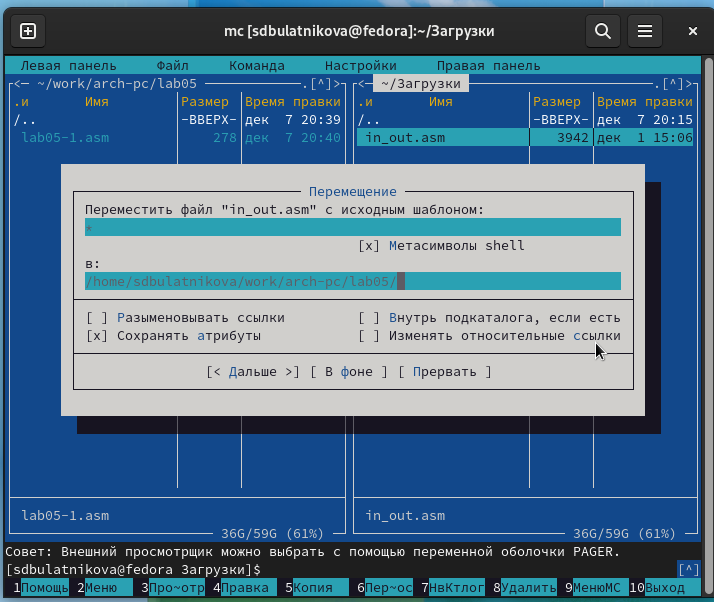 mc [sdbulatnikova@fedora]:~/Загрузки
Левая панель Файл Команда Настройки Правая панель
<— ~/work/arch-pc/lab05 .[^]> <— ~/Загрузки .[^]>
.и Имя Размер Время правки .и Имя Размер Время правки
/.. -ВВЕРХ- дек 7 20:39 /.. -ВВЕРХ- дек 7 20:15
lab05-1.asm 278 дек 7 20:40 in_out.asm 3942 дек 1 15:06
Перемещение
Переместить файл "in_out.asm" с исходным шаблоном:
*
[x] Метасимволы shell
в:
/home/sdbulatnikova/work/arch-pc/lab05/
[ ] Разыменовывать ссылки [ ] Внутрь подкаталога, если есть
[x] Сохранять атрибуты [ ] Изменять относительные ссылки
[< Дальше >] [ В фоне ] [ Прервать ]
lab05-1.asm in_out.asm
36G/59G (61%) 36G/59G (61%)
Совет: Внешний просмотрщик можно выбрать с помощью переменной оболочки PAGER.
[sdbulatnikova@fedora Загрузки]$ [^]
1Помощь 2Меню 3Про~отр 4Правка 5Копия 6Пер~ос 7НвКтлог 8Удалить 9МенюМС 10Выход